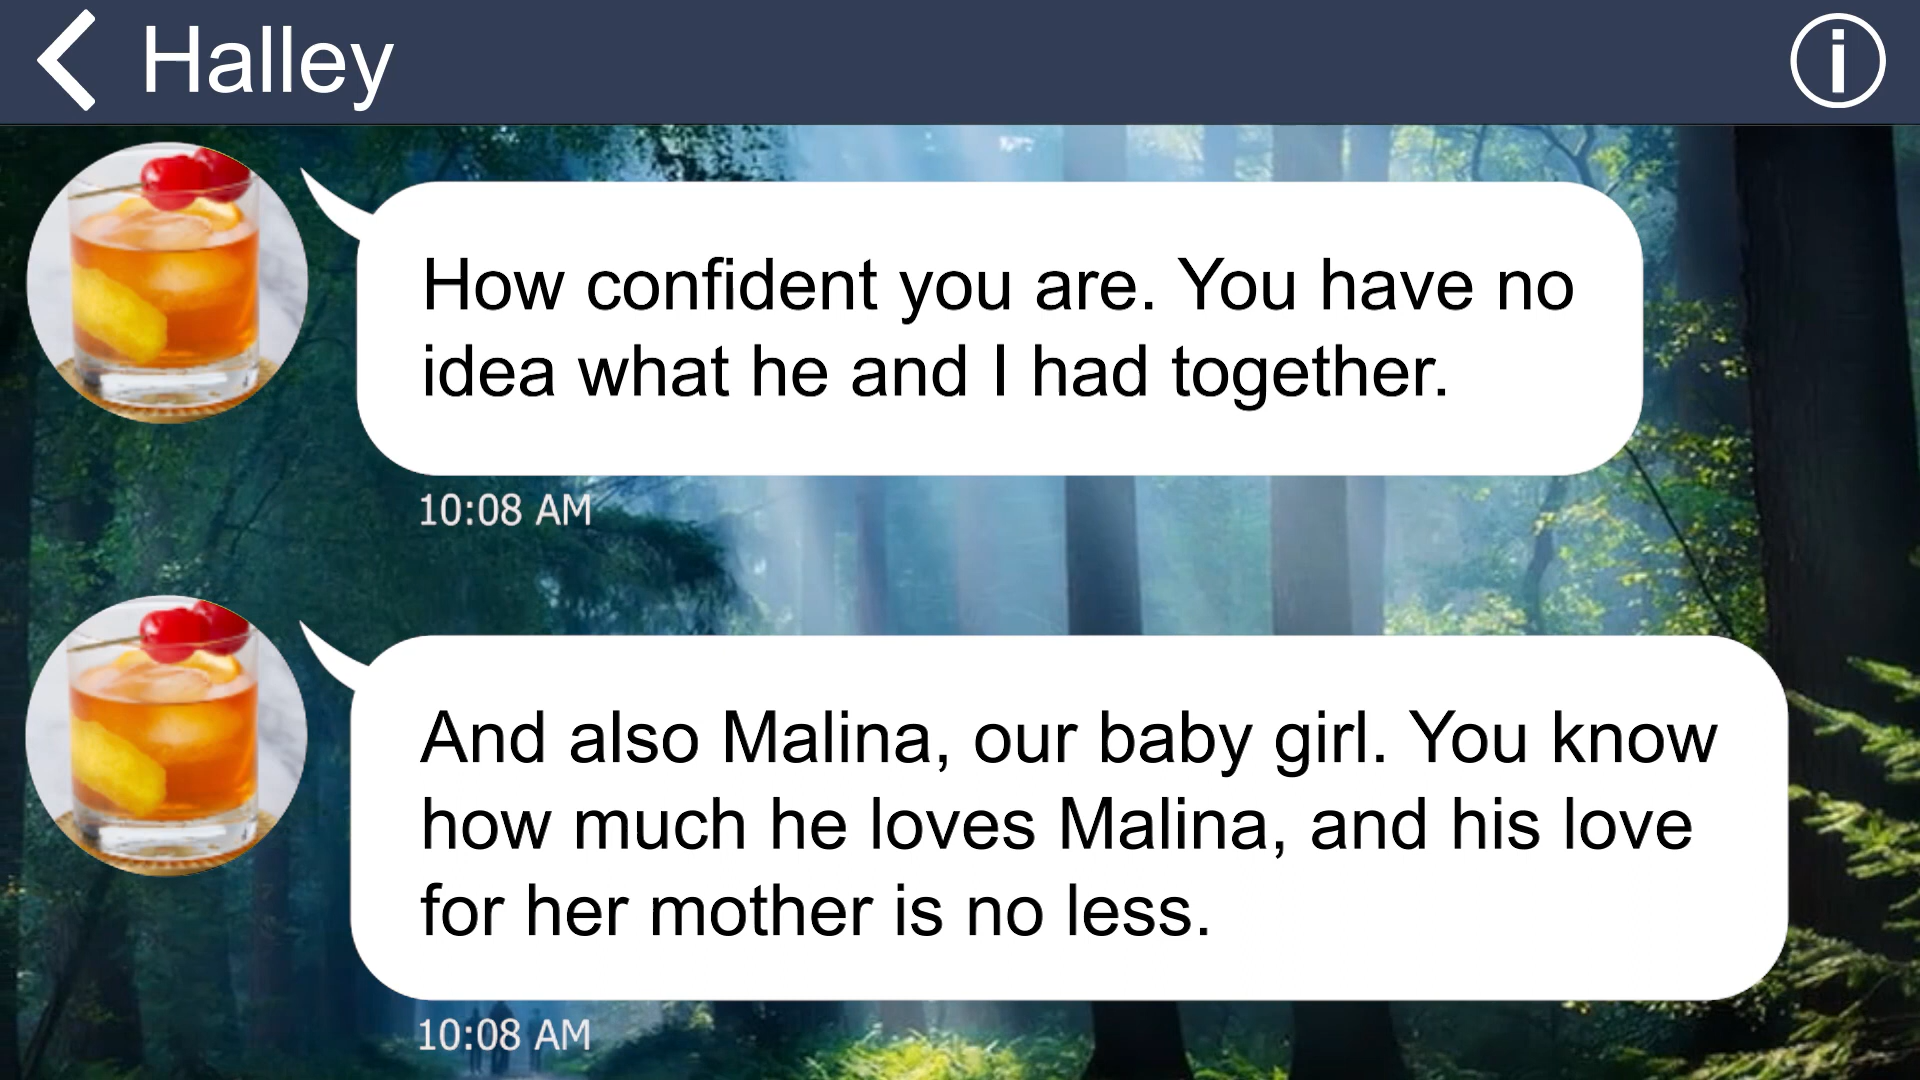 Halley
How confident you are. You have no
idea what he and I had together.
10:08 AM
And also Malina, our baby girl. You know
how much he loves Malina, and his love
for her mother is no less.
10:08 AM